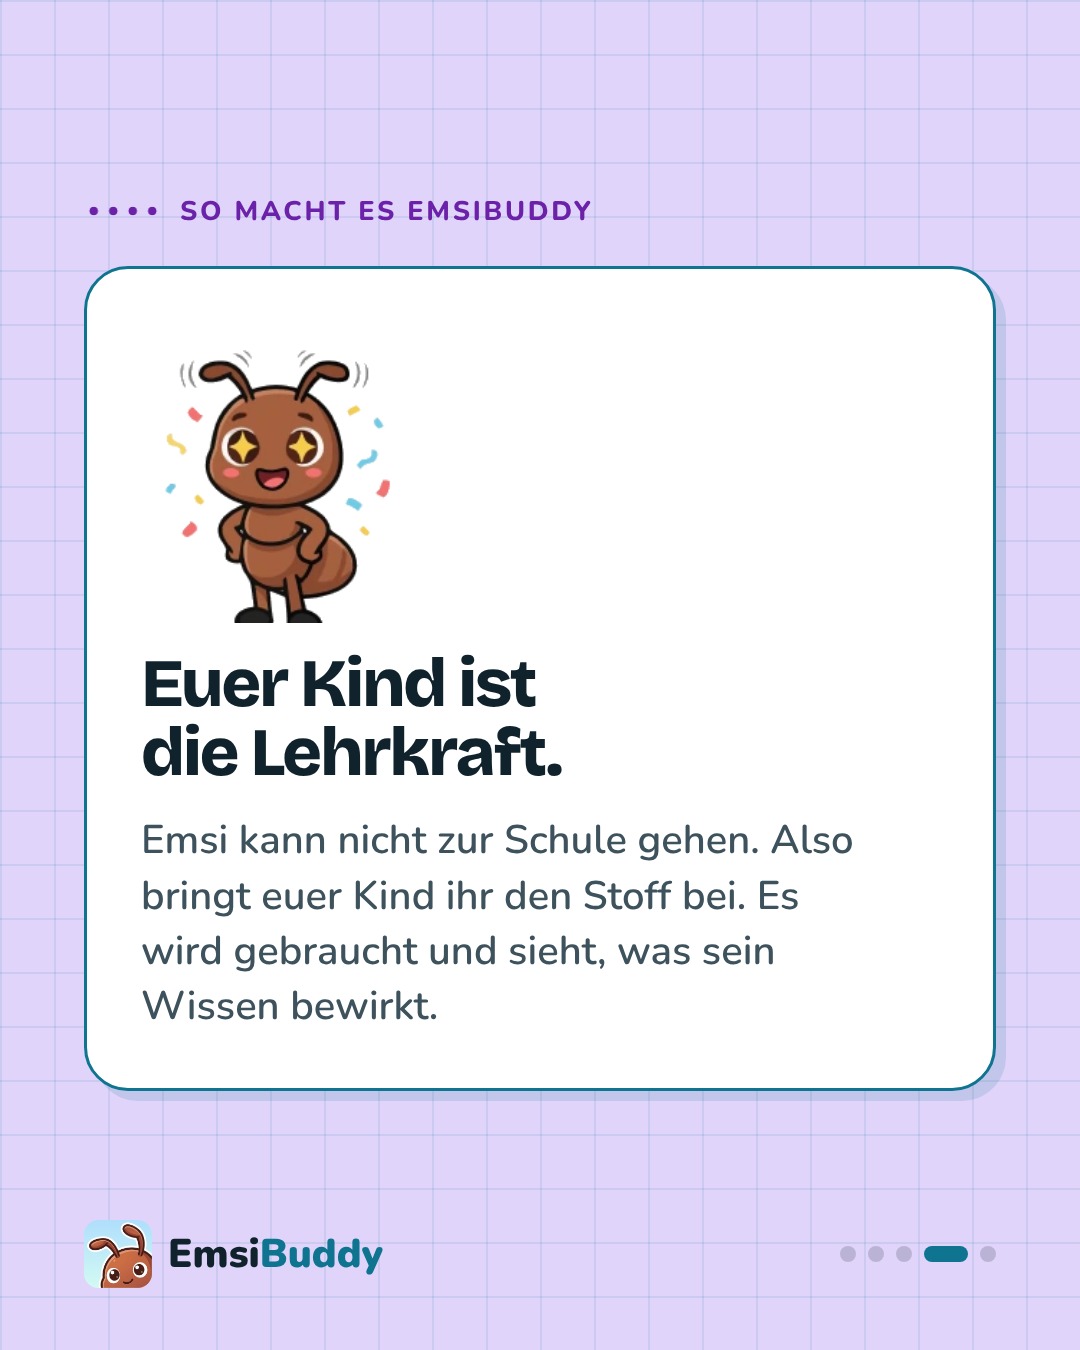 SO MACHT ES EMSIBUDDY
Euer Kind ist
die Lehrkraft.
Emsi kann nicht zur Schule gehen. Also
bringt euer Kind ihr den Stoff bei. Es
wird gebraucht und sieht, was sein
Wissen bewirkt.
EmsiBuddy